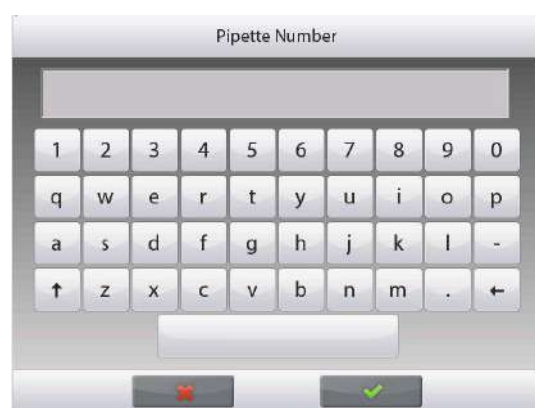 Pipette Number
1 2 3 4 5 6 7 8 9 0
q w e r t y u i o p
a s d f g h j k l -
↑ z x c v b n m . ←